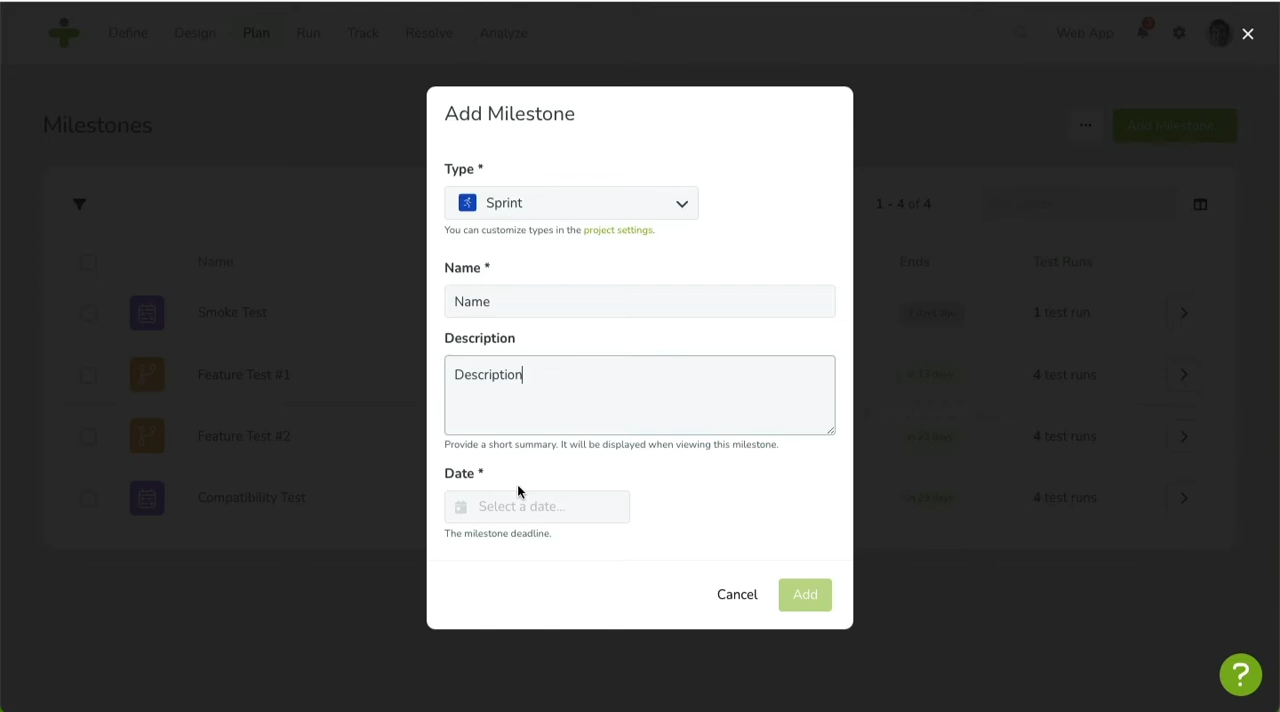 Define Design Plan Run Track Resolve Analyze Web App
Milestones
Add Milestone
Add Milestone
Type *
Sprint
You can customize types in the project settings.
1 - 4 of 4
Name *
Name
Ends
Test Runs
Name
Smoke Test
1 test run
Description
Feature Test #1
Description
4 test runs
Feature Test #2
4 test runs
Provide a short summary. It will be displayed when viewing this milestone.
Date *
Compatibility Test
Select a date...
4 test runs
The milestone deadline.
Cancel
Add
?